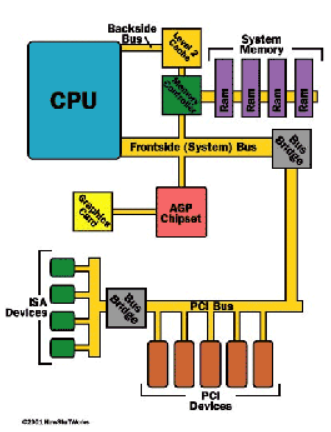 Backside
Bus
Level 2
Cache
System
Memory
CPU
Memory
Controller
Ram
Ram
Ram
Ram
Frontside (System) Bus
Bus
Bridge
Graphics
Card
AGP
Chipset
ISA
Devices
Bus
Bridge
PCI Bus
PCI
Devices
©2001 HowStuffWorks